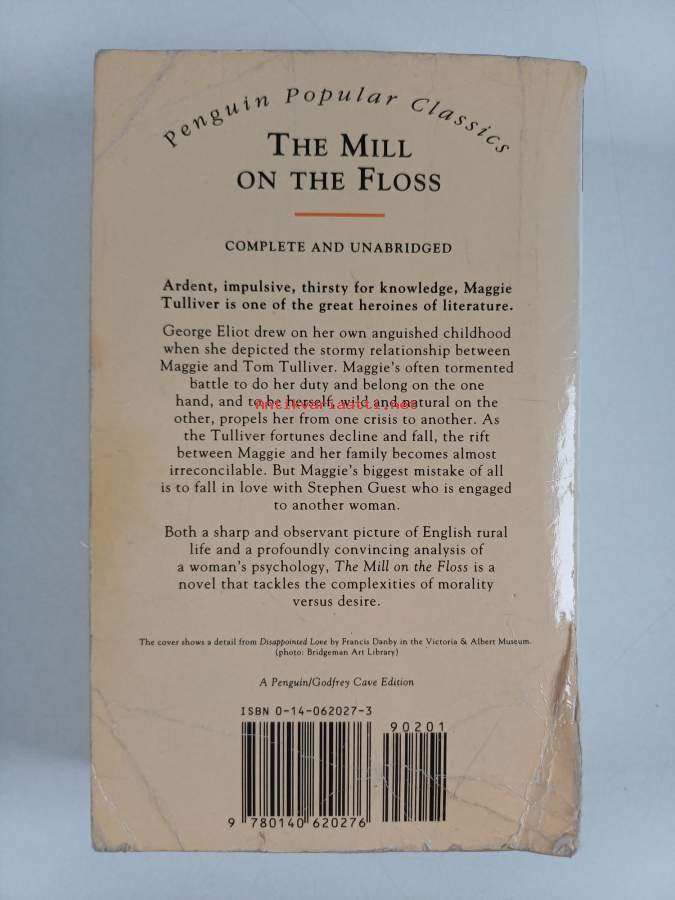 Penguin Popular Classics
THE MILL
ON THE FLOSS
COMPLETE AND UNABRIDGED
Ardent, impulsive, thirsty for knowledge, Maggie
Tulliver is one of the great heroines of literature.
George Eliot drew on her own anguished childhood
when she depicted the stormy relationship between
Maggie and Tom Tulliver. Maggie's often tormented
battle to do her duty and belong on the one
hand, and to be herself, wild and natural on the
Antikvariaatti.net
other, propels her from one crisis to another. As
the Tulliver fortunes decline and fall, the rift
between Maggie and her family becomes almost
irreconcilable. But Maggie's biggest mistake of all
is to fall in love with Stephen Guest who is engaged
to another woman.
Both a sharp and observant picture of English rural
life and a profoundly convincing analysis of
a woman's psychology, The Mill on the Floss is a
novel that tackles the complexities of morality
versus desire.
The cover shows a detail from Disappointed Love by Francis Danby in the Victoria & Albert Museum.
(photo: Bridgeman Art Library)
A Penguin/Godfrey Cave Edition
ISBN 0-14-062027-3
90201
9 780140 620276